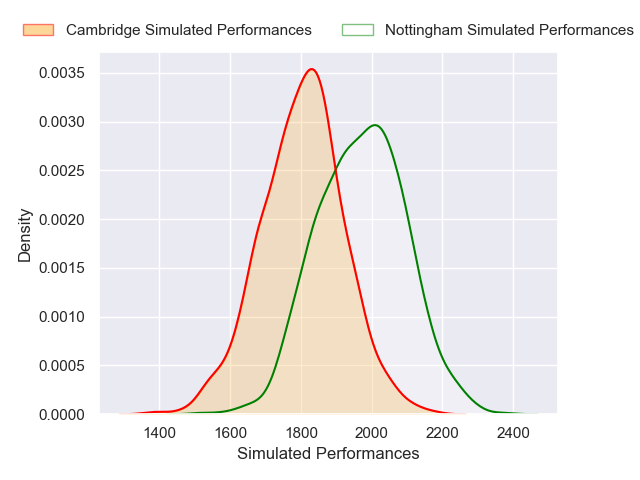 Cambridge Simulated Performances Nottingham Simulated Performances
0.0035
0.0030
0.0025
0.0020
0.0015
0.0010
0.0005
0.0000
Density
1400 1600 1800 2000 2200 2400
Simulated Performances